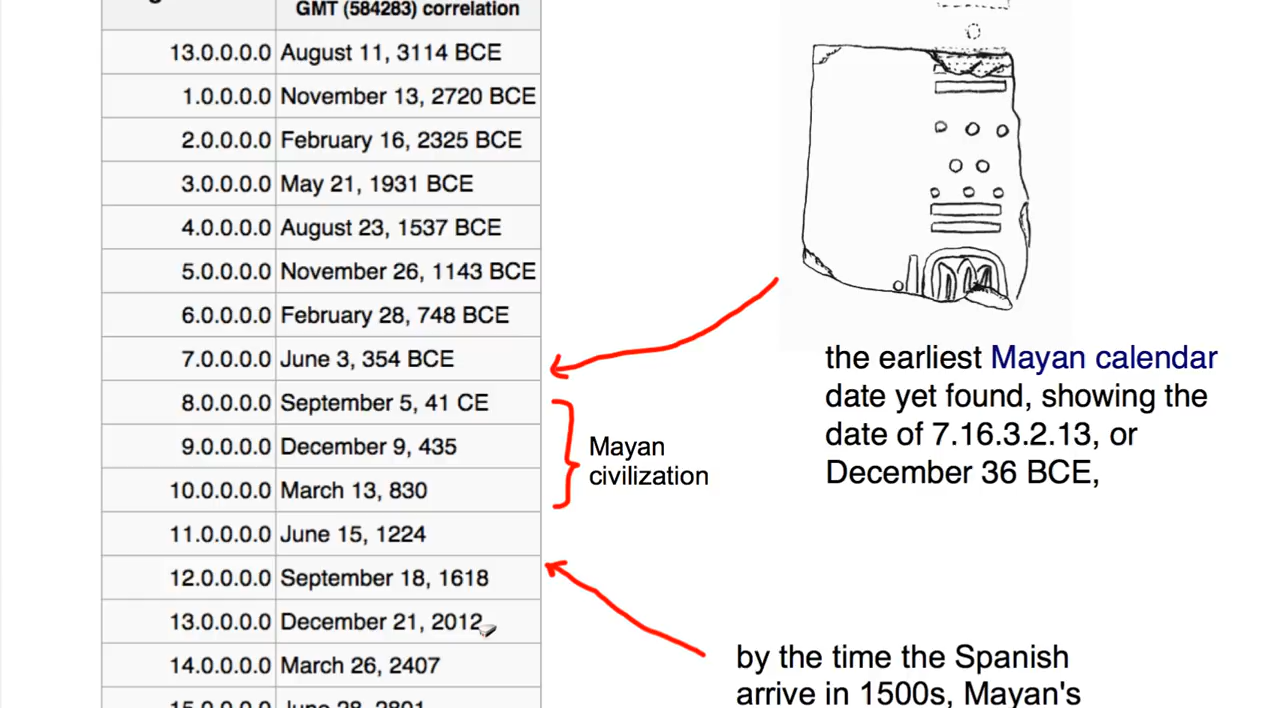 GMT (584283) correlation
13.0.0.0.0 August 11, 3114 BCE
1.0.0.0.0 November 13, 2720 BCE
2.0.0.0.0 February 16, 2325 BCE
3.0.0.0.0 May 21, 1931 BCE
4.0.0.0.0 August 23, 1537 BCE
5.0.0.0.0 November 26, 1143 BCE
6.0.0.0.0 February 28, 748 BCE
7.0.0.0.0 June 3, 354 BCE
8.0.0.0.0 September 5, 41 CE
9.0.0.0.0 December 9, 435
10.0.0.0.0 March 13, 830
11.0.0.0.0 June 15, 1224
12.0.0.0.0 September 18, 1618
13.0.0.0.0 December 21, 2012
14.0.0.0.0 March 26, 2407
15.0.0.0.0 June 28, 2801
Mayan
civilization
the earliest Mayan calendar
date yet found, showing the
date of 7.16.3.2.13, or
December 36 BCE,
by the time the Spanish
arrive in 1500s, Mayan's